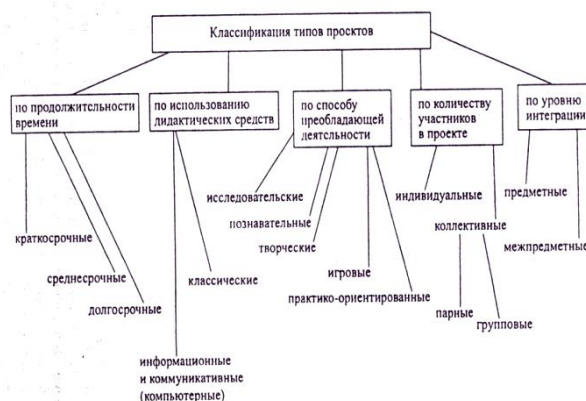 Классификация типов проектов
по продолжительности
времени
по использованию
дидактических средств
по способу
преобладающей
деятельности
по количеству
участников
в проекте
по уровню
интеграции
краткосрочные
среднесрочные
долгосрочные
классические
информационные
и коммуникативные
(компьютерные)
исследовательские
познавательные
творческие
игровые
практико-ориентированные
индивидуальные
коллективные
парные
групповые
предметные
межпредметные